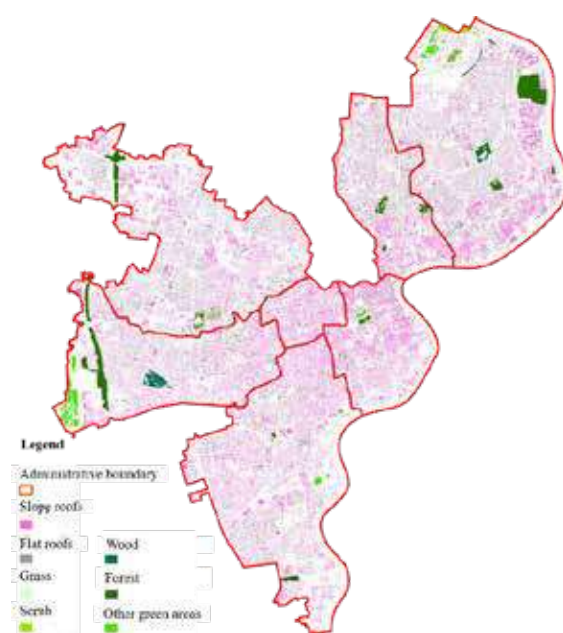 Legend
Administrative boundary
Slope roofs
Flat roofs
Grass
Scrub
Wood
Forest
Other green areas